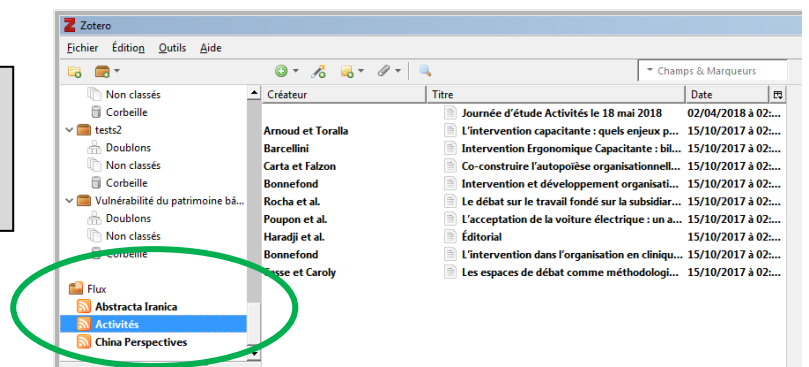 Zotero
Fichier Édition Outils Aide
Champs & Marqueurs
Non classés
Corbeille
tests2
Doublons
Non classés
Corbeille
Vulnérabilité du patrimoine bâ...
Doublons
Non classés
Corbeille
Flux
Abstracta Iranica
Activités
China Perspectives
Créateur Titre Date
Journée d'étude Activités le 18 mai 2018 02/04/2018 à 02:...
Arnoud et Toralla L'intervention capacitante : quels enjeux p... 15/10/2017 à 02:...
Barcellini Intervention Ergonomique Capacitante : bil... 15/10/2017 à 02:...
Carta et Falzon Co-construire l'autopoïèse organisationnell... 15/10/2017 à 02:...
Bonnefond Intervention et développement organisati... 15/10/2017 à 02:...
Rocha et al. Le débat sur le travail fondé sur la subsidiar... 15/10/2017 à 02:...
Poupon et al. L'acceptation de la voiture électrique : un a... 15/10/2017 à 02:...
Haradji et al. Éditorial 15/10/2017 à 02:...
Bonnefond L'intervention dans l'organisation en cliniqu... 15/10/2017 à 02:...
et Caroly Les espaces de débat comme méthodologi... 15/10/2017 à 02:...